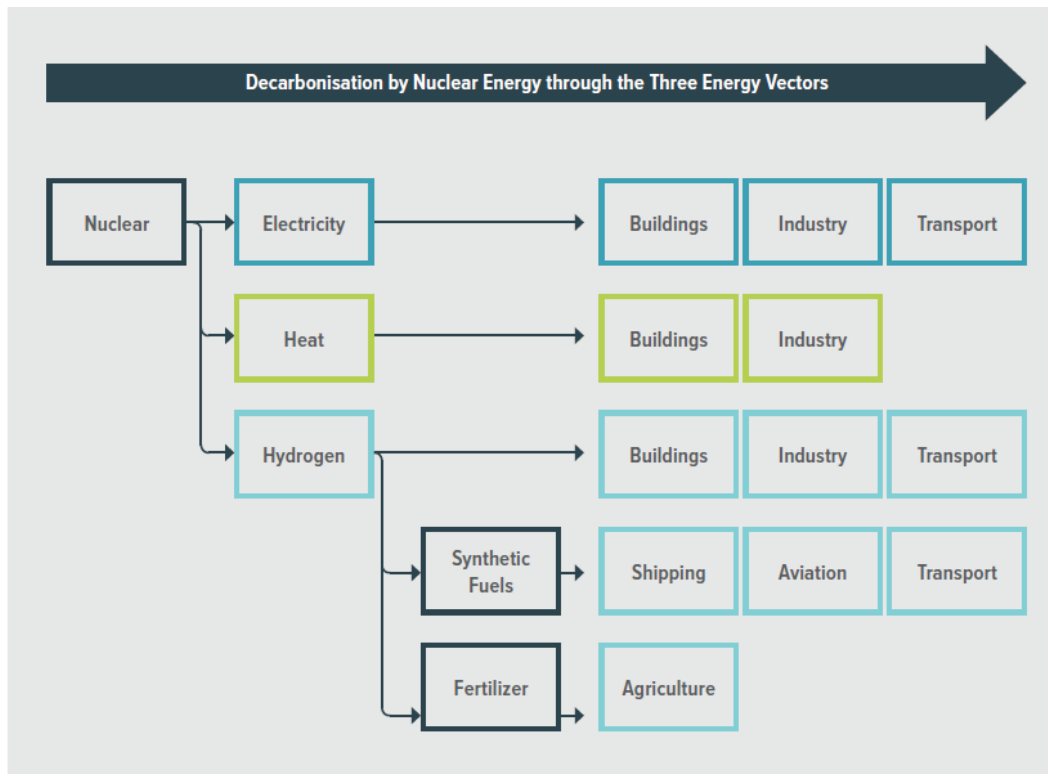 Decarbonisation by Nuclear Energy through the Three Energy Vectors
Nuclear
Electricity
Buildings
Industry
Transport
Heat
Buildings
Industry
Hydrogen
Buildings
Industry
Transport
Synthetic
Fuels
Shipping
Aviation
Transport
Fertilizer
Agriculture